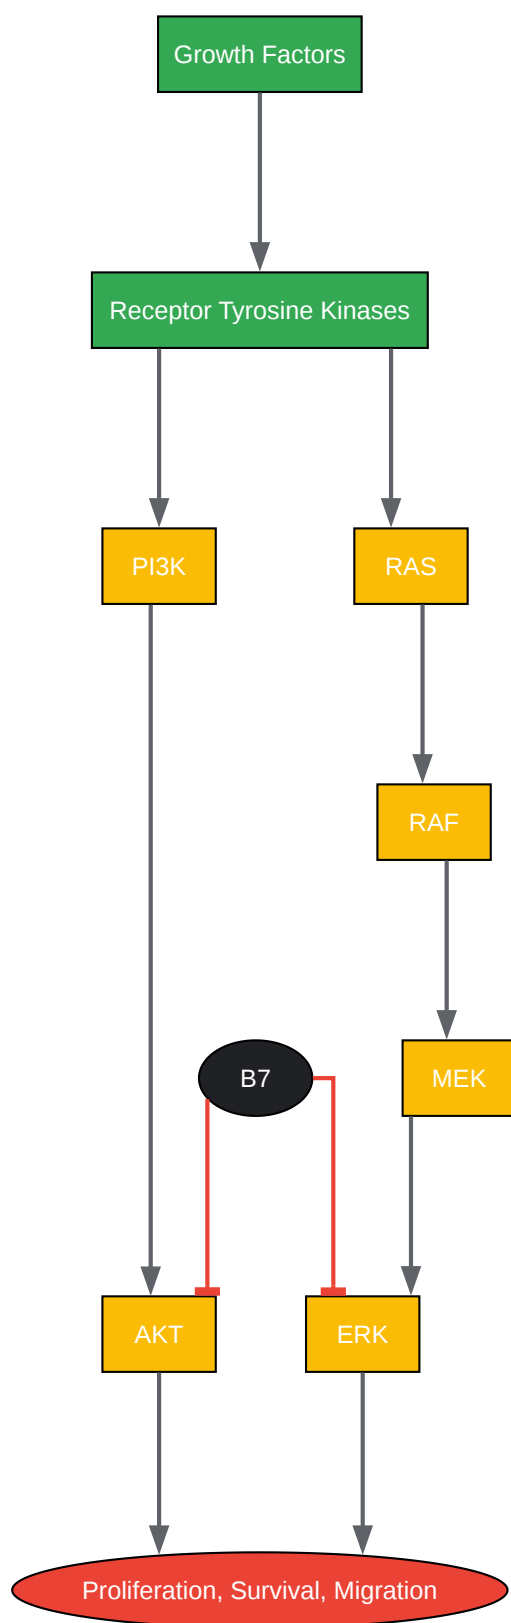 Growth Factors
Receptor Tyrosine Kinases
PI3K
RAS
RAF
B7
MEK
AKT
ERK
Proliferation, Survival, Migration